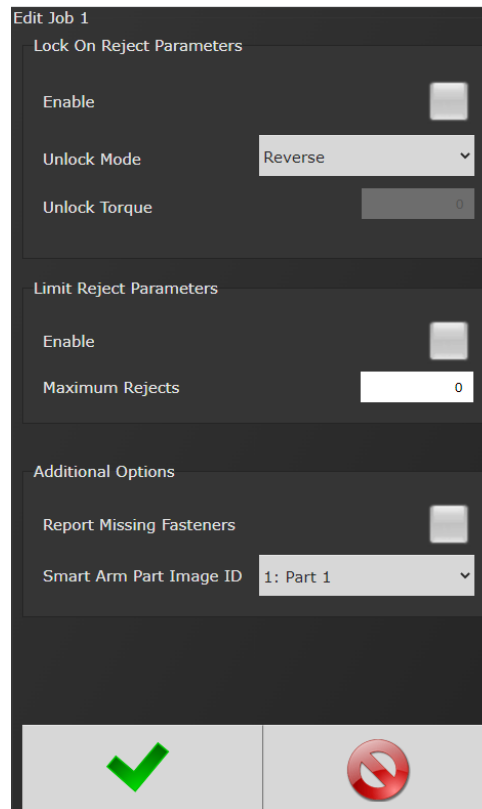 Edit Job 1
Lock On Reject Parameters
Enable
Unlock Mode Reverse
Unlock Torque 0
Limit Reject Parameters
Enable
Maximum Rejects 0
Additional Options
Report Missing Fasteners
Smart Arm Part Image ID 1: Part 1